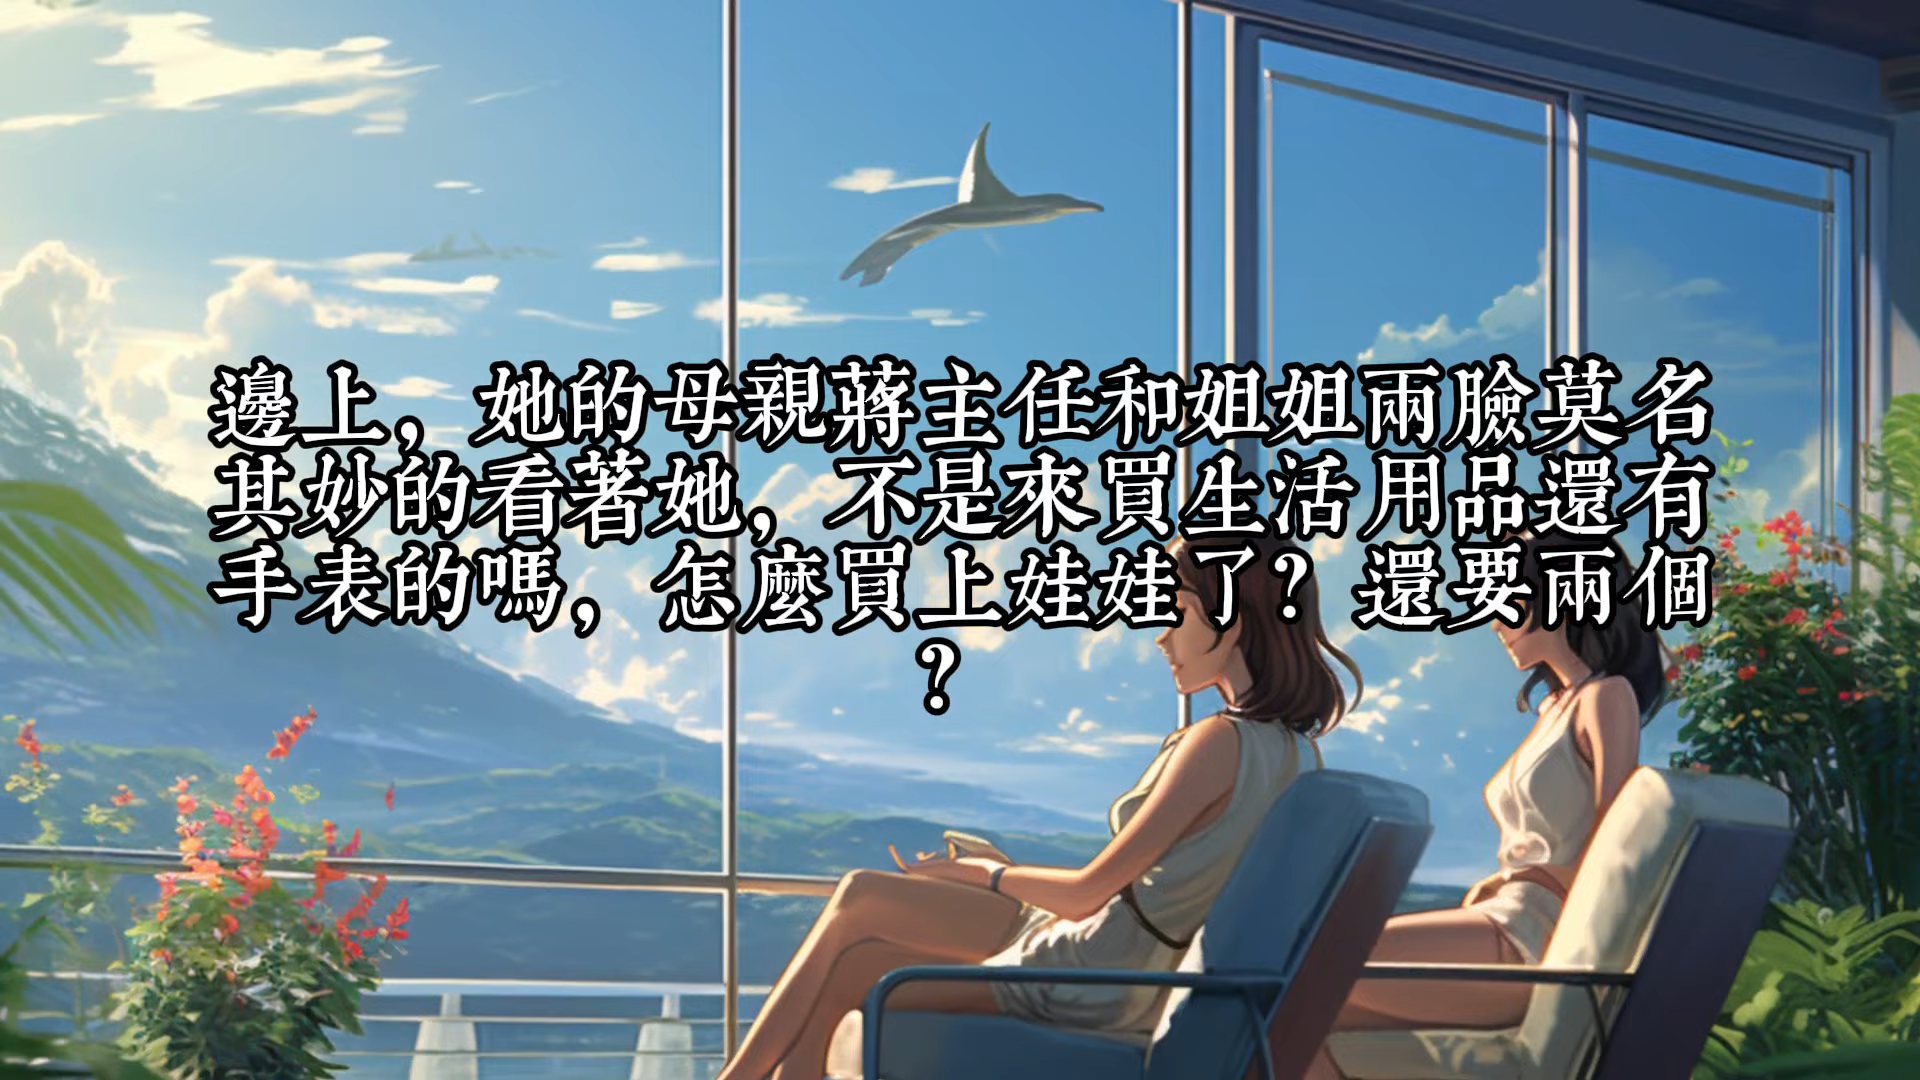 邊上，她的母親蔣主任和姐姐兩臉莫名
其妙的看著她，不是來買生活用品還有
手表的嗎，怎麼買上娃娃了？還要兩個
？